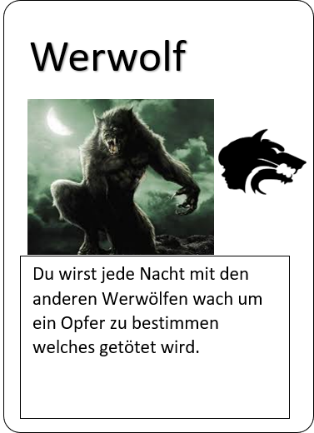 Werwolf
Du wirst jede Nacht mit den
anderen Werwölfen wach um
ein Opfer zu bestimmen
welches getötet wird.